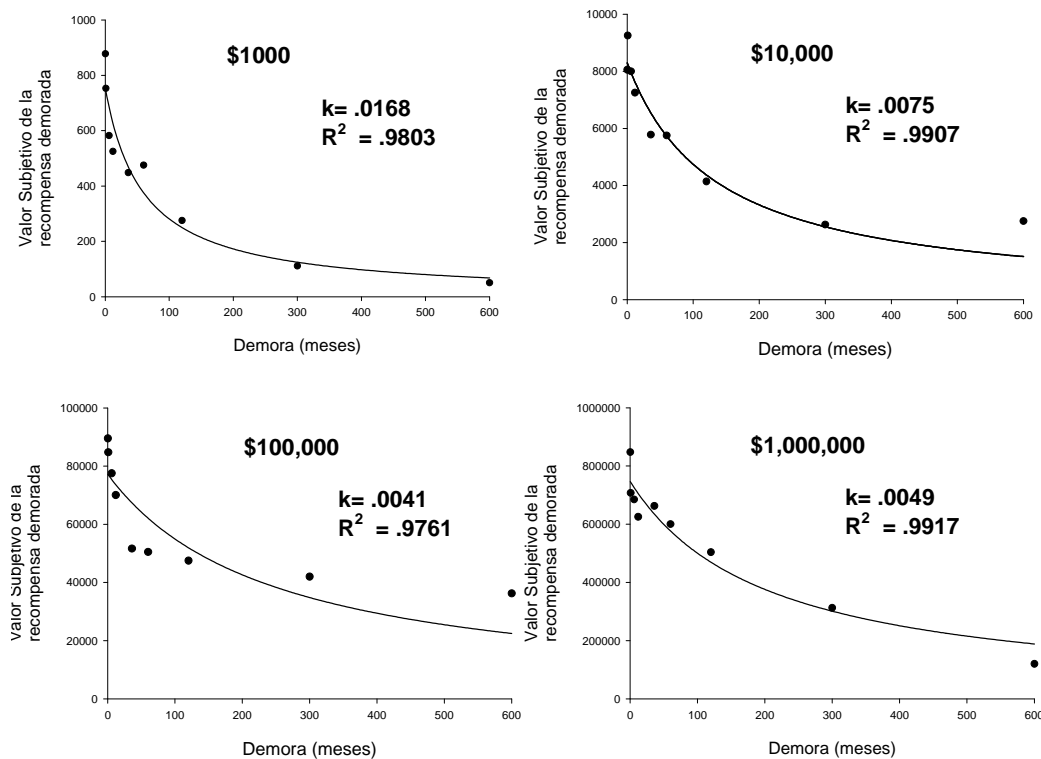 $1000
k= .0168
R² = .9803
Valor Subjetivo de la
recompensa demorada
1000
800
600
400
200
0
0 100 200 300 400 500 600
Demora (meses)
$10,000
k= .0075
R² = .9907
Valor Subjetivo de la
recompensa demorada
10000
8000
6000
4000
2000
0
0 100 200 300 400 500 600
Demora (meses)
$100,000
k= .0041
R² = .9761
Valor Subjetivo de la
recompensa demorada
100000
80000
60000
40000
20000
0
0 100 200 300 400 500 600
Demora (meses)
$1,000,000
k= .0049
R² = .9917
Valor Subjetivo de la
recompensa demorada
1000000
800000
600000
400000
200000
0
0 100 200 300 400 500 600
Demora (meses)